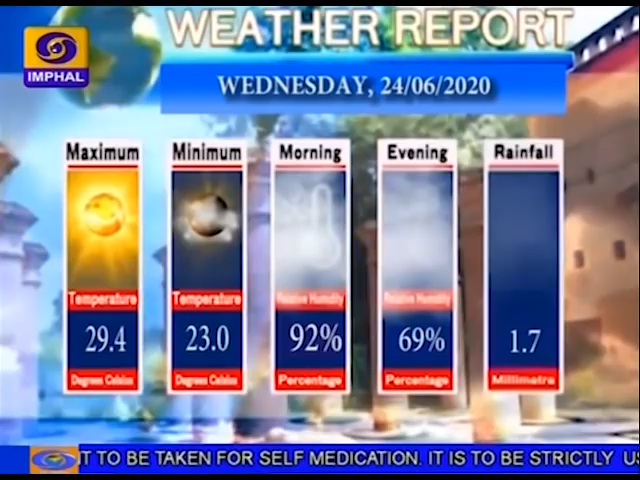 WEATHER REPORT
IMPHAL
WEDNESDAY, 24/06/2020
Maximum
Temperature
29.4
Degrees Celsius
Minimum
Temperature
23.0
Degrees Celsius
Morning
Relative Humidity
92%
Percentage
Evening
Relative Humidity
69%
Percentage
Rainfall
1.7
Millimetre
IT TO BE TAKEN FOR SELF MEDICATION. IT IS TO BE STRICTLY